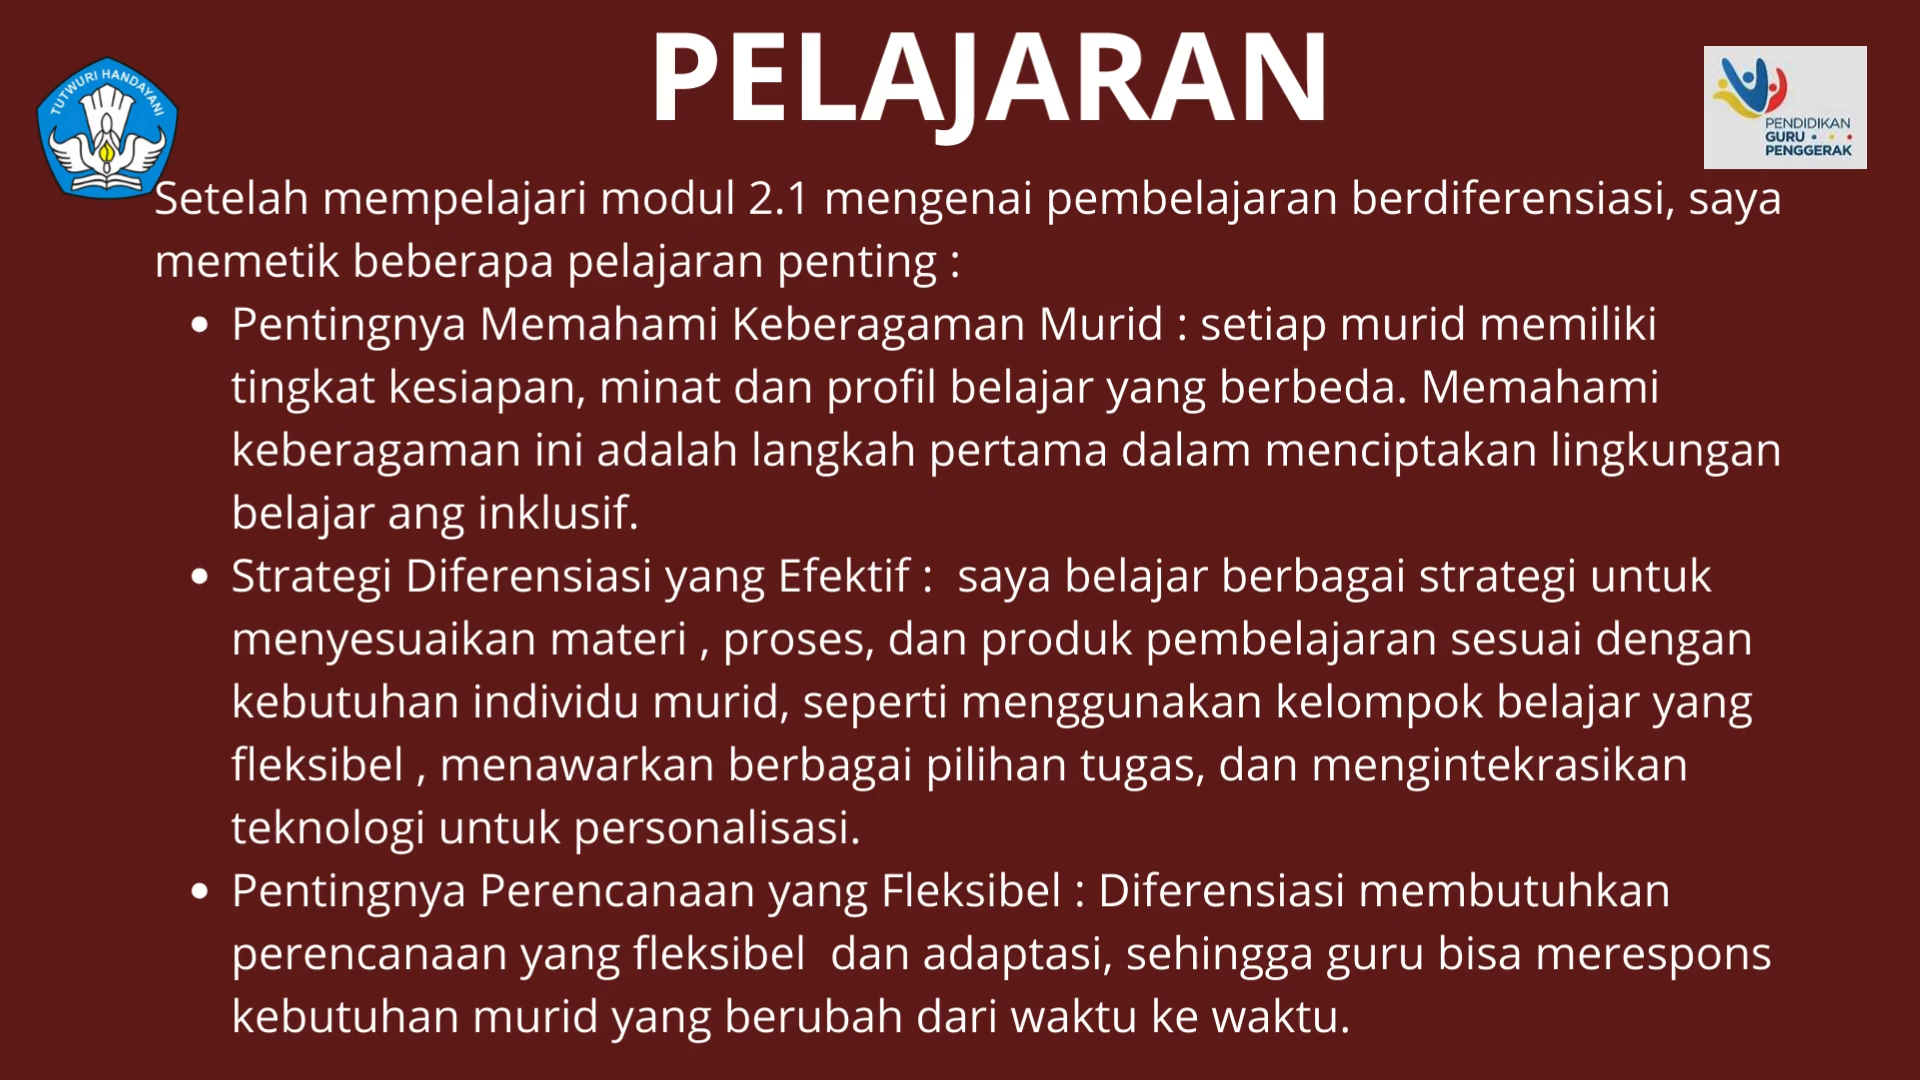 PELAJARAN
TUTWURI HANDAYANI
PENDIDIKAN
GURU
PENGGERAK
Setelah mempelajari modul 2.1 mengenai pembelajaran berdiferensiasi, saya
memetik beberapa pelajaran penting :
• Pentingnya Memahami Keberagaman Murid : setiap murid memiliki
tingkat kesiapan, minat dan profil belajar yang berbeda. Memahami
keberagaman ini adalah langkah pertama dalam menciptakan lingkungan
belajar ang inklusif.
• Strategi Diferensiasi yang Efektif :  saya belajar berbagai strategi untuk
menyesuaikan materi , proses, dan produk pembelajaran sesuai dengan
kebutuhan individu murid, seperti menggunakan kelompok belajar yang
fleksibel , menawarkan berbagai pilihan tugas, dan mengintekrasikan
teknologi untuk personalisasi.
• Pentingnya Perencanaan yang Fleksibel : Diferensiasi membutuhkan
perencanaan yang fleksibel  dan adaptasi, sehingga guru bisa merespons
kebutuhan murid yang berubah dari waktu ke waktu.